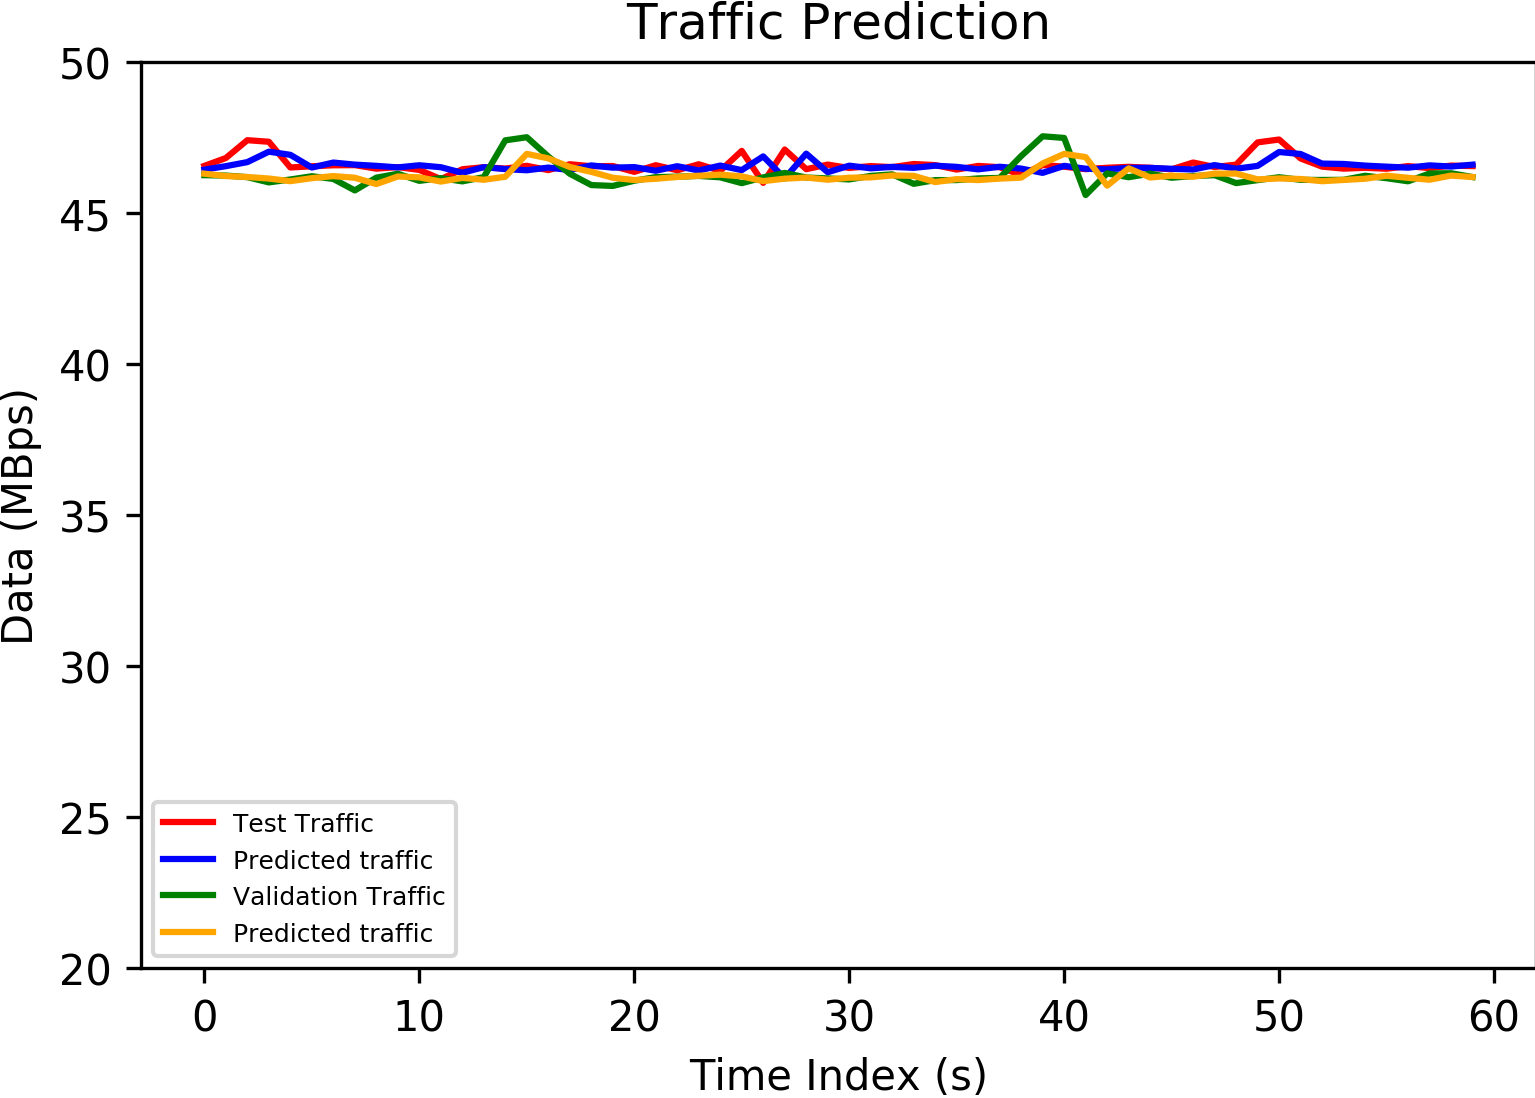 Traffic Prediction
50
45
40
35
30
25
20
Data (MBps)
Test Traffic
Predicted traffic
Validation Traffic
Predicted traffic
0 10 20 30 40 50 60
Time Index (s)